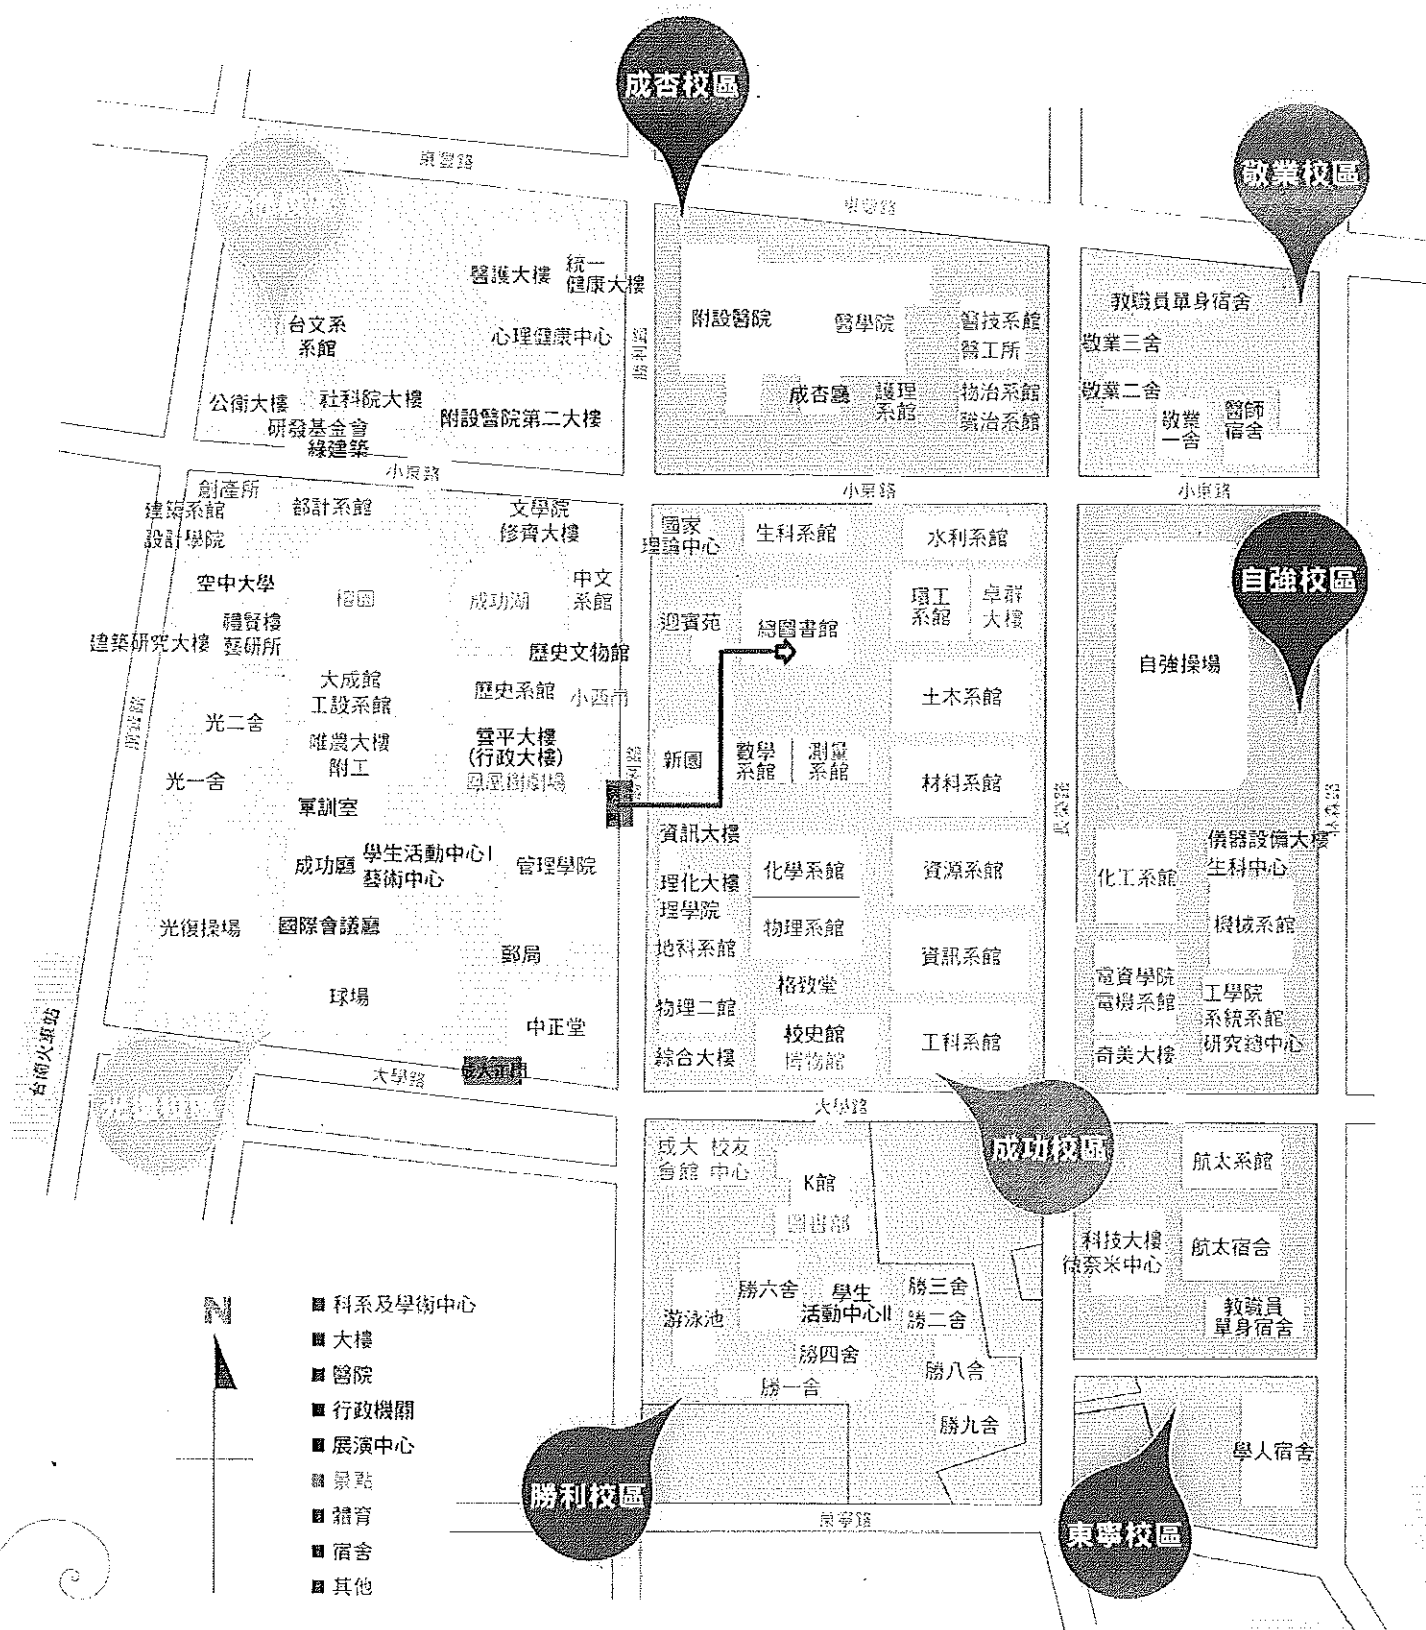 成杏校區
敬業校區
東豐路
東豐路
醫護大樓
統一
健康大樓
台文系
系館
心理健康中心
勝利路
公衛大樓
社科院大樓
研發基金會
綠建築
附設醫院第二大樓
附設醫院
醫學院
醫技系館
醫工所
成杏廳
護理
系館
物治系館
職治系館
教職員單身宿舍
敬業三舍
敬業二舍
敬業
一舍
醫師
宿舍
小東路
小東路
小東路
創產所
建築系館
設計學院
都計系館
文學院
修齊大樓
空中大學
榕園
成功湖
中文
系館
禮賢樓
藝研所
建築研究大樓
歷史文物館
大成館
工設系館
歷史系館
小西門
光二舍
唯農大樓
附工
雲平大樓
(行政大樓)
鳳凰樹劇場
光一舍
軍訓室
成功廳
學生活動中心I
藝術中心
管理學院
光復操場
國際會議廳
郵局
球場
中正堂
台南火車站
大學路
成大正門
勝利路
國家
理論中心
生科系館
水利系館
環工
系館
卓群
大樓
迎賓苑
總圖書館
土木系館
新園
數學
系館
測量
系館
材料系館
資訊大樓
化學系館
資源系館
理化大樓
理學院
物理系館
地科系館
資訊系館
格致堂
物理二館
校史館
博物館
工科系館
綜合大樓
長榮路
自強校區
自強操場
林森路
儀器設備大樓
生科中心
化工系館
機械系館
電資學院
電機系館
工學院
系統系館
研究總中心
奇美大樓
大學路
成功校區
成大
會館
校友
中心
K館
圖書部
航太系館
科技大樓
微奈米中心
航太宿舍
教職員
單身宿舍
游泳池
勝六舍
學生
活動中心II
勝三舍
勝二舍
勝四舍
勝一舍
勝八舍
勝九舍
學人宿舍
勝利校區
東寧路
東寧校區
N
科系及學術中心
大樓
醫院
行政機關
展演中心
景點
體育
宿舍
其他